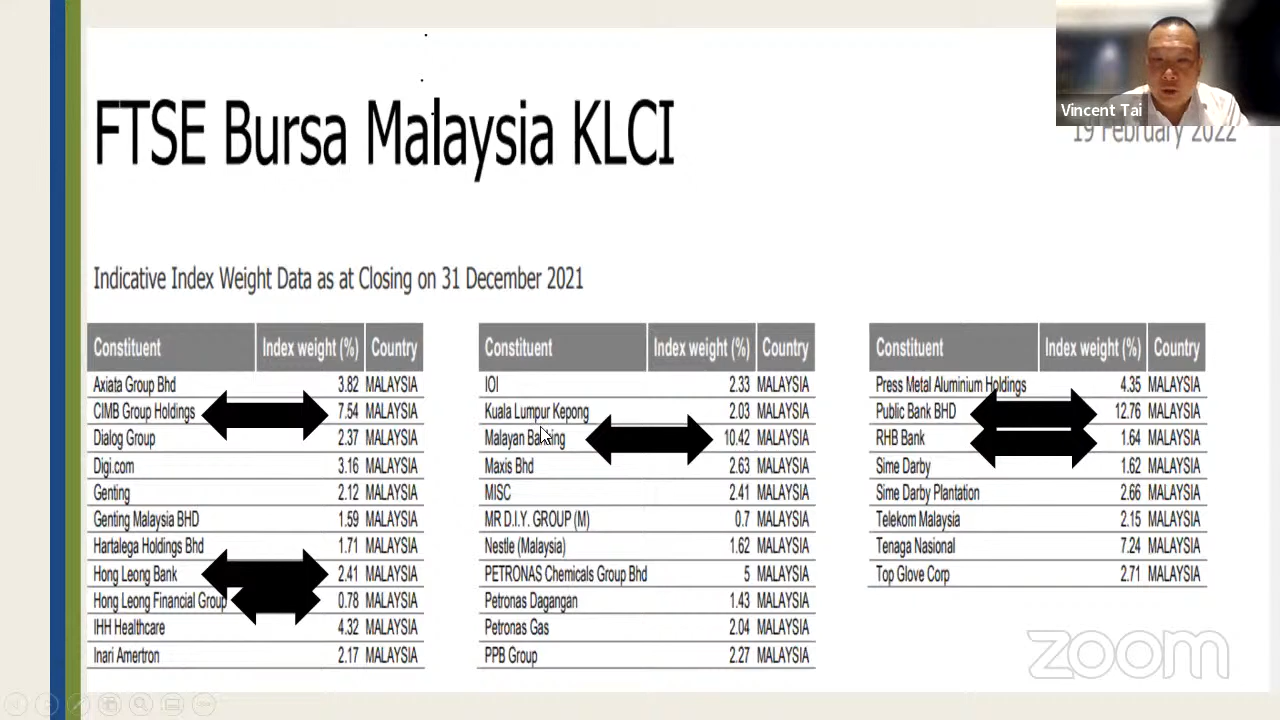 Vincent Tai
19 February 2022
FTSE Bursa Malaysia KLCI
Indicative Index Weight Data as at Closing on 31 December 2021
Constituent Index weight (%) Country
Axiata Group Bhd 3.82 MALAYSIA
CIMB Group Holdings 7.54 MALAYSIA
Dialog Group 2.37 MALAYSIA
Digi.com 3.16 MALAYSIA
Genting 2.12 MALAYSIA
Genting Malaysia BHD 1.59 MALAYSIA
Hartalega Holdings Bhd 1.71 MALAYSIA
Hong Leong Bank 2.41 MALAYSIA
Hong Leong Financial Group 0.78 MALAYSIA
IHH Healthcare 4.32 MALAYSIA
Inari Amertron 2.17 MALAYSIA
Constituent Index weight (%) Country
IOI 2.33 MALAYSIA
Kuala Lumpur Kepong 2.03 MALAYSIA
Malayan Banking 10.42 MALAYSIA
Maxis Bhd 2.63 MALAYSIA
MISC 2.41 MALAYSIA
MR D.I.Y. GROUP (M) 0.7 MALAYSIA
Nestle (Malaysia) 1.62 MALAYSIA
PETRONAS Chemicals Group Bhd 5 MALAYSIA
Petronas Dagangan 1.43 MALAYSIA
Petronas Gas 2.04 MALAYSIA
PPB Group 2.27 MALAYSIA
Constituent Index weight (%) Country
Press Metal Aluminium Holdings 4.35 MALAYSIA
Public Bank BHD 12.76 MALAYSIA
RHB Bank 1.64 MALAYSIA
Sime Darby 1.62 MALAYSIA
Sime Darby Plantation 2.66 MALAYSIA
Telekom Malaysia 2.15 MALAYSIA
Tenaga Nasional 7.24 MALAYSIA
Top Glove Corp 2.71 MALAYSIA
zoom